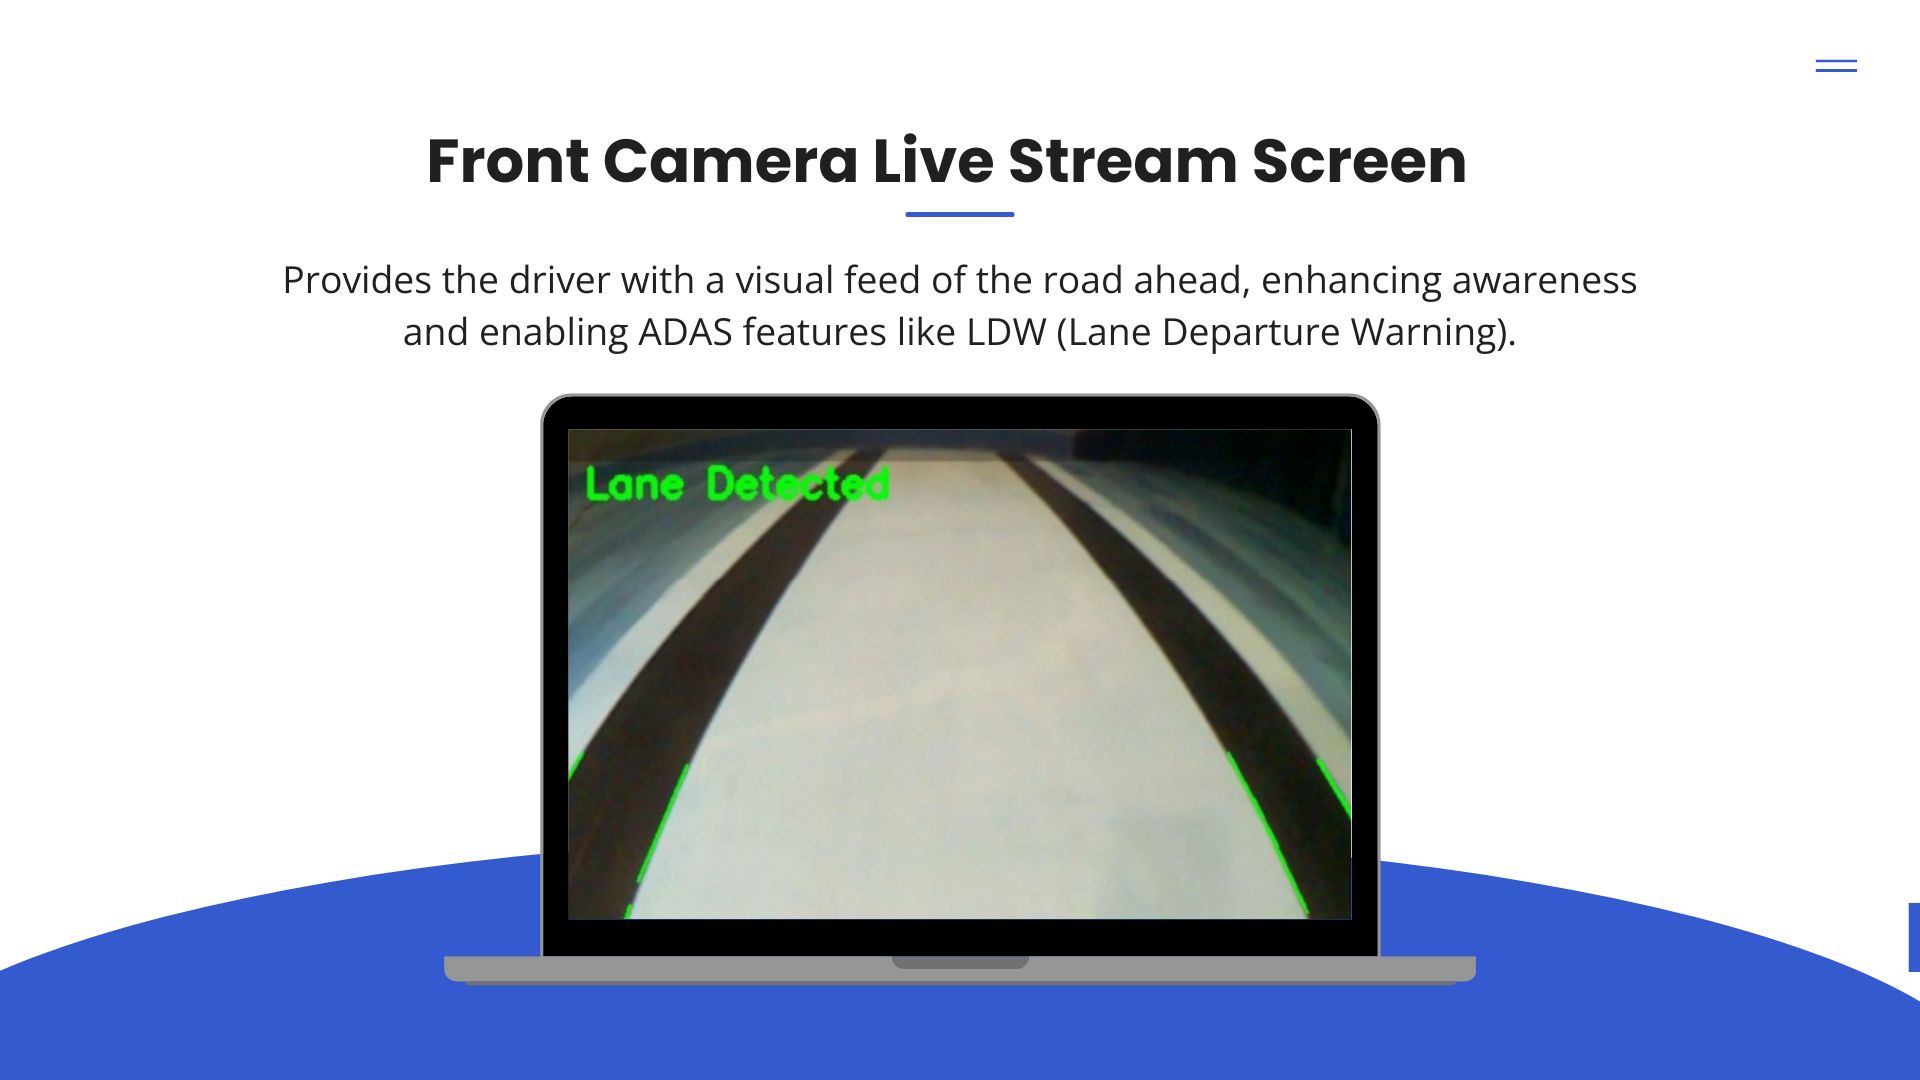 Front Camera Live Stream Screen
Provides the driver with a visual feed of the road ahead, enhancing awareness
and enabling ADAS features like LDW (Lane Departure Warning).
Lane Detected